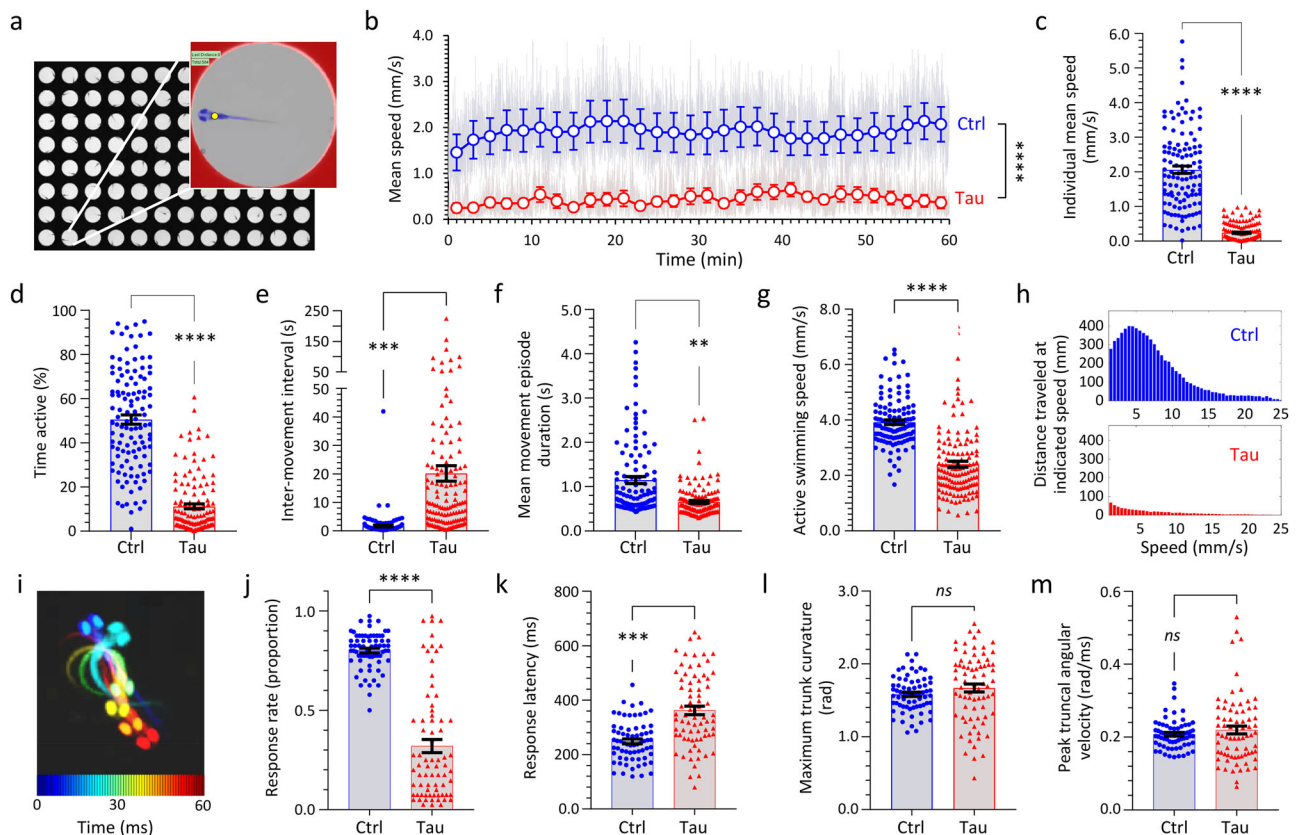 a
Last Distance:0
b
Mean speed (mm/s)
4.0
3.0
2.0
1.0
0.0
Ctrl
Tau
****
0
10
20
30
40
50
60
Time (min)
c
Individual mean speed
(mm/s)
6.0
5.0
4.0
3.0
2.0
1.0
0.0
****
Ctrl
Tau
d
Time active (%)
100
80
60
40
20
0
****
Ctrl
Tau
e
Inter-movement interval (s)
250
150
50
50
40
30
20
10
0
***
Ctrl
Tau
f
Mean movement episode
duration (s)
5.0
4.0
3.0
2.0
1.0
0.0
**
Ctrl
Tau
g
Active swimming speed (mm/s)
8.0
6.0
4.0
2.0
0.0
****
Ctrl
Tau
h
Distance traveled at
indicated speed (mm)
400
300
200
100
0
Ctrl
5
10
15
20
25
400
300
200
100
0
Tau
5
10
15
20
25
Speed (mm/s)
i
0
30
60
Time (ms)
j
Response rate (proportion)
1.0
0.5
0.0
****
Ctrl
Tau
k
Response latency (ms)
800
600
400
200
0
***
Ctrl
Tau
l
Maximum trunk curvature
(rad)
3.0
2.0
1.0
0.0
ns
Ctrl
Tau
m
Peak truncal angular
velocity (rad/ms)
0.6
0.4
0.2
0.0
ns
Ctrl
Tau